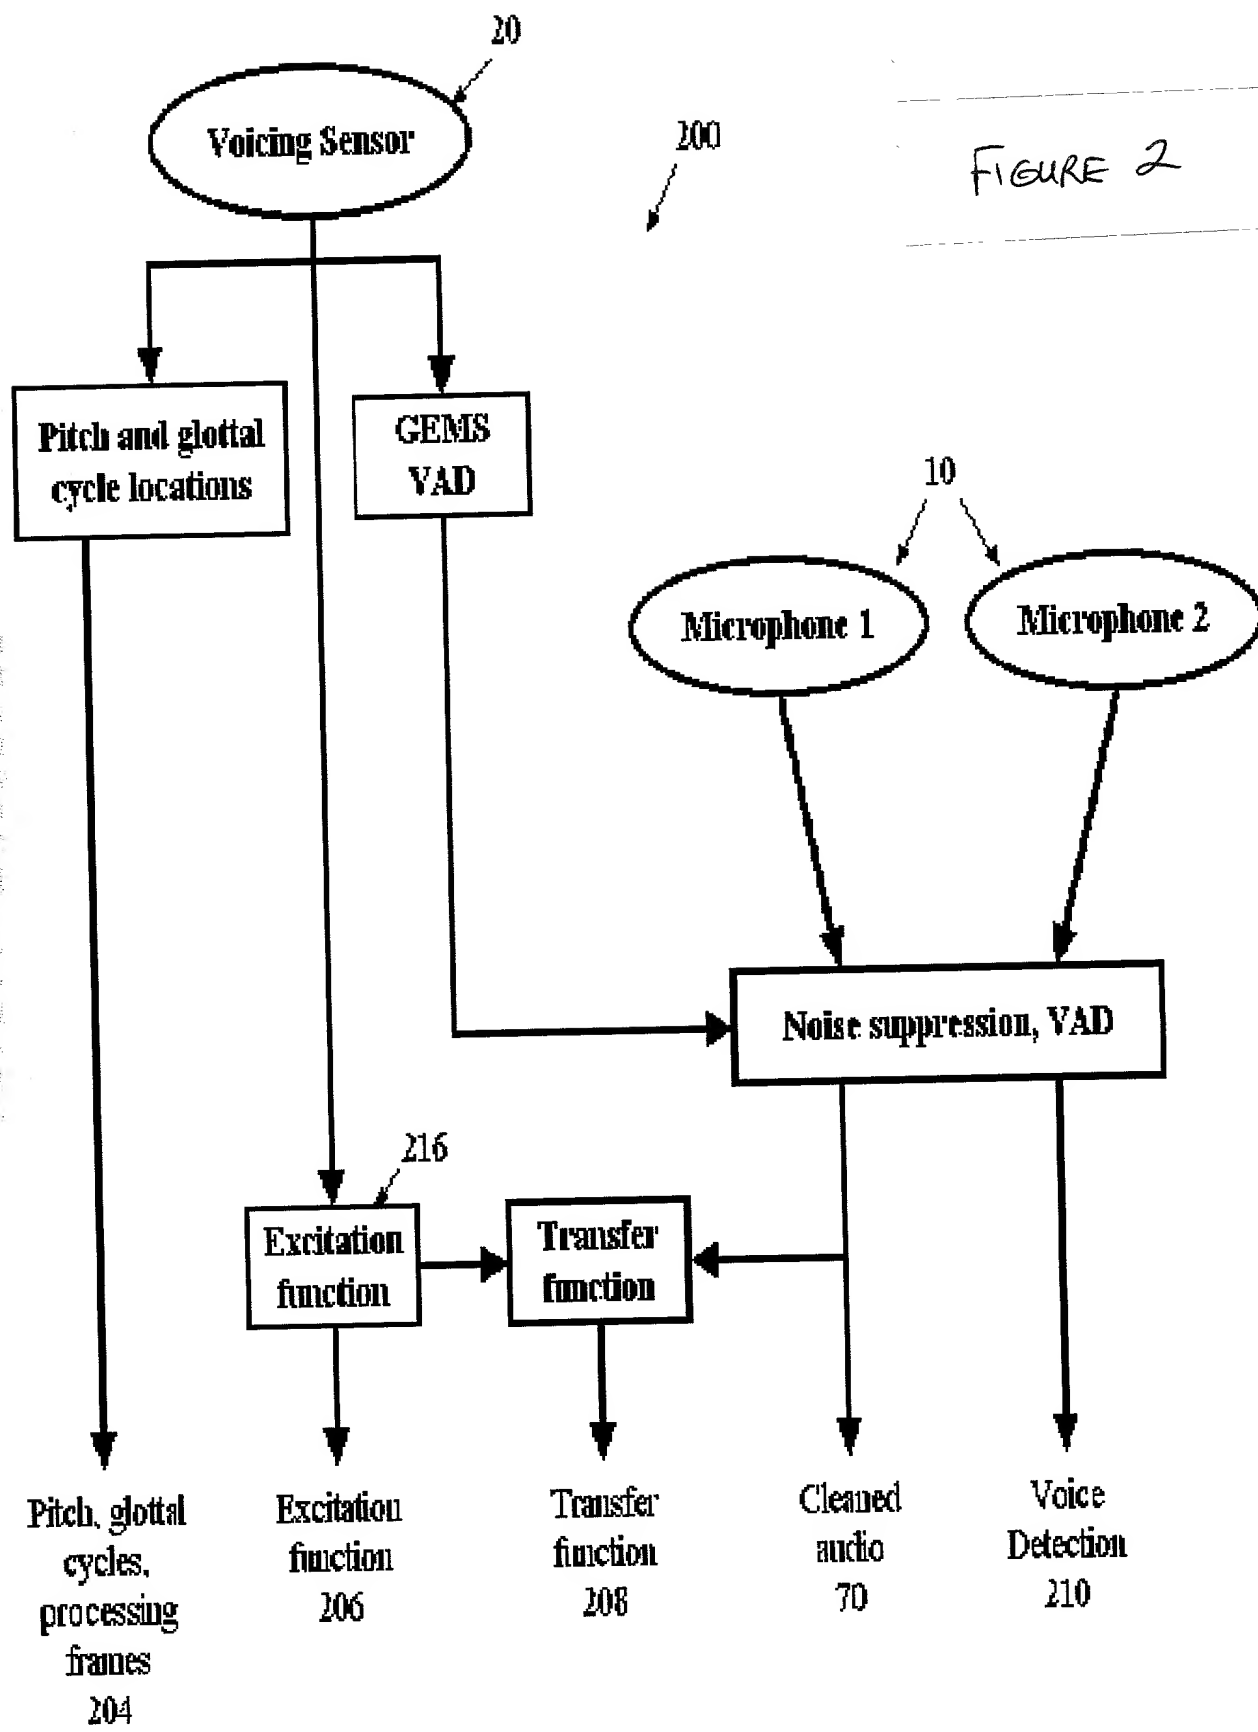 20
Voicing Sensor
200
FIGURE 2
Pitch and glottal
cycle locations
GEMS
VAD
10
Microphone 1
Microphone 2
Noise suppression, VAD
216
Excitation
function
Transfer
function
Pitch, glottal
cycles,
processing
frames
204
Excitation
function
206
Transfer
function
208
Cleaned
audio
70
Voice
Detection
210